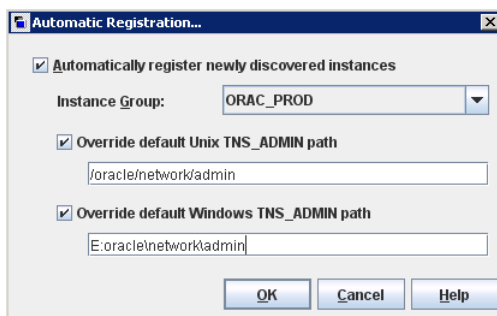 Automatic Registration...
Automatically register newly discovered instances
Instance Group: ORAC_PROD
Override default Unix TNS_ADMIN path
/oracle/network/admin
Override default Windows TNS_ADMIN path
E:oracle\network\admin
OK Cancel Help